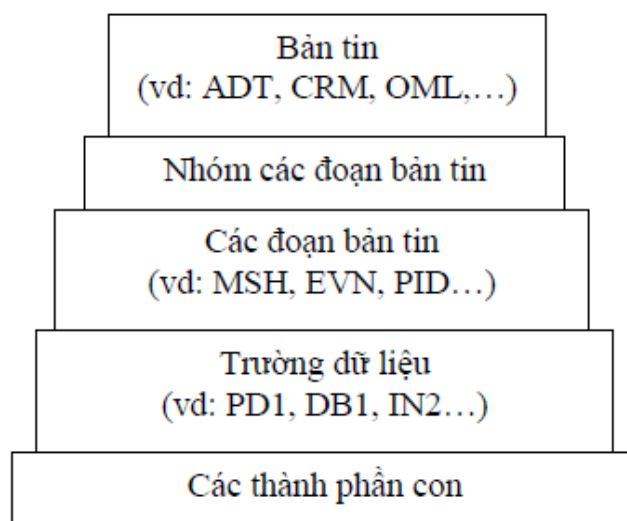 Bản tin
(vd: ADT, CRM, OML,…)
Nhóm các đoạn bản tin
Các đoạn bản tin
(vd: MSH, EVN, PID…)
Trường dữ liệu
(vd: PD1, DB1, IN2…)
Các thành phần con